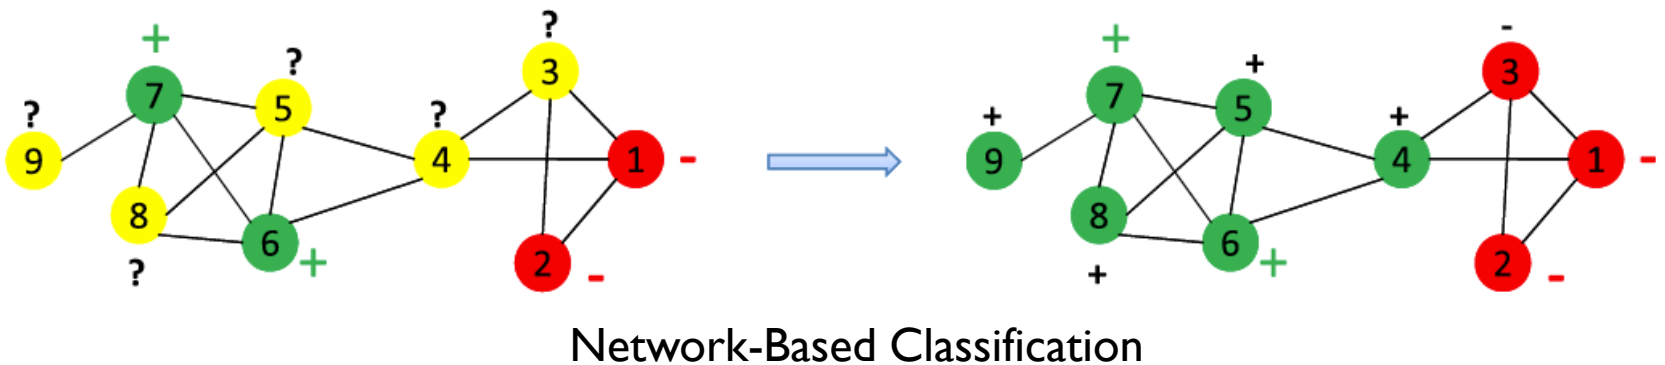 + ? ? ? + + - 
? 7 5 ? 3 + 7 5 + 3
9 4 1 - 9 4 1 -
8 6 + 2 - 8 6 + 2 -
? +
Network-Based Classification